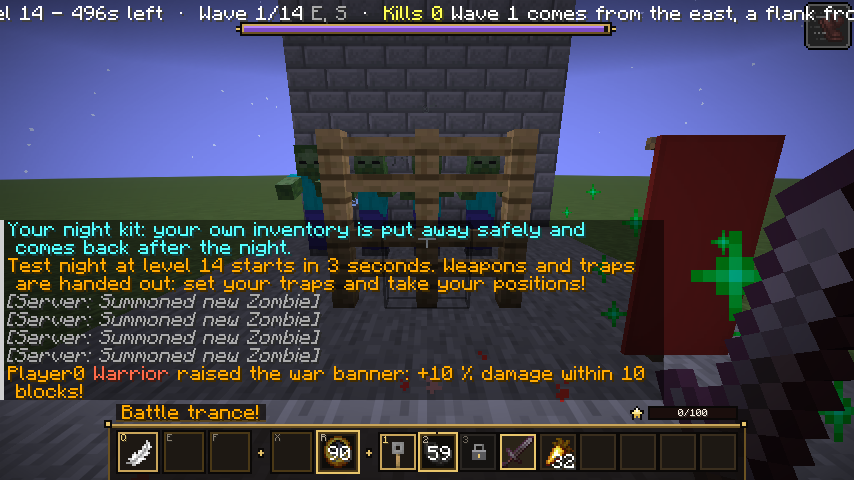 el 14 – 496s left · Wave 1/14 E, S · Kills 0 Wave 1 comes from the east, a flank fro
Your night kit: your own inventory is put away safely and
comes back after the night.
Test night at level 14 starts in 3 seconds. Weapons and traps
are handed out: set your traps and take your positions!
[Server: Summoned new Zombie]
[Server: Summoned new Zombie]
[Server: Summoned new Zombie]
[Server: Summoned new Zombie]
Player0 Warrior raised the war banner: +10 % damage within 10
blocks!
Battle trance!
0/100
Q E F X R 90 1 2 59 3 32